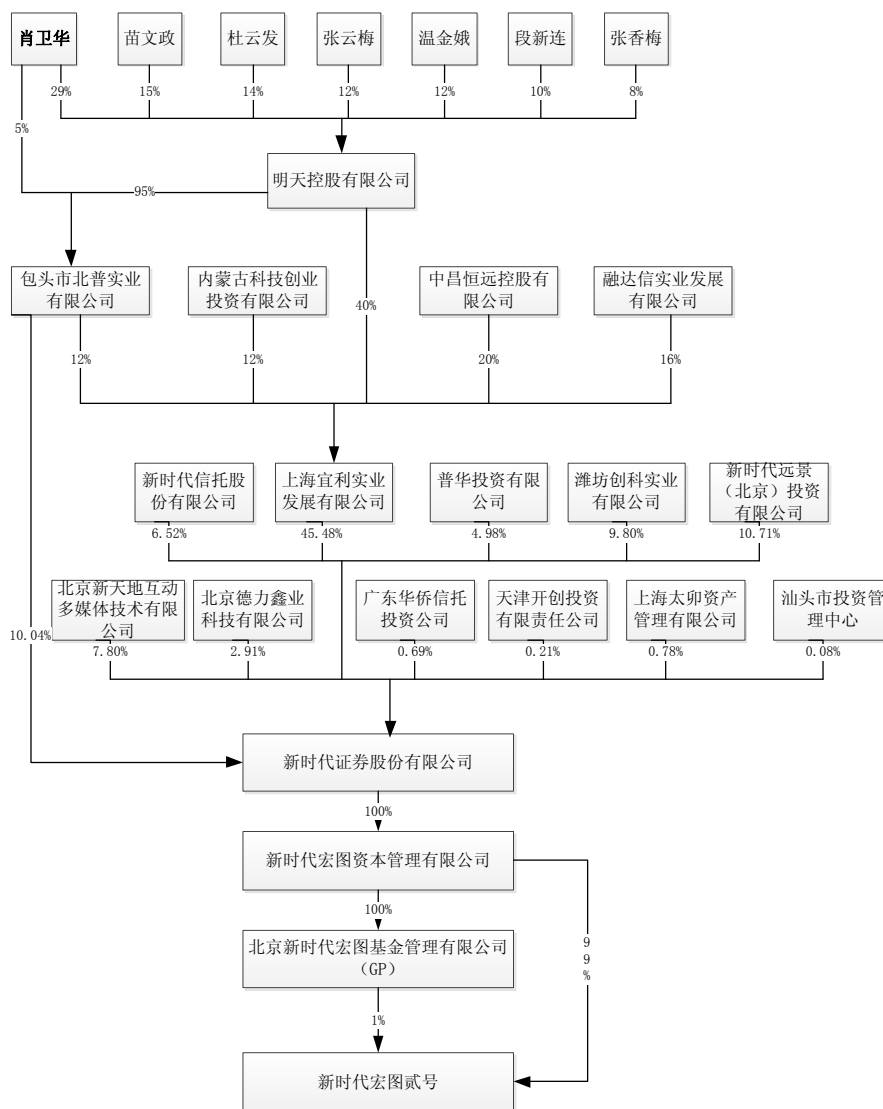 肖卫华
苗文政
杜云发
张云梅
温金娥
段新连
张香梅
29%
15%
14%
12%
12%
10%
8%
5%
明天控股有限公司
95%
包头市北普实业
有限公司
内蒙古科技创业
投资有限公司
中昌恒远控股有
限公司
融达信实业发展
有限公司
40%
12%
12%
20%
16%
新时代信托股
份有限公司
上海宜利实业
发展有限公司
普华投资有限
公司
潍坊创科实业
有限公司
新时代远景
（北京）投资
有限公司
6.52%
45.48%
4.98%
9.80%
10.71%
北京新天地互动
多媒体技术有限
公司
北京德力鑫业
科技有限公司
广东华侨信托
投资公司
天津开创投资
有限责任公司
上海太卯资产
管理有限公司
汕头市投资管
理中心
10.04%
7.80%
2.91%
0.69%
0.21%
0.78%
0.08%
新时代证券股份有限公司
100%
新时代宏图资本管理有限公司
100%
北京新时代宏图基金管理有限公司
（GP）
99%
1%
新时代宏图贰号